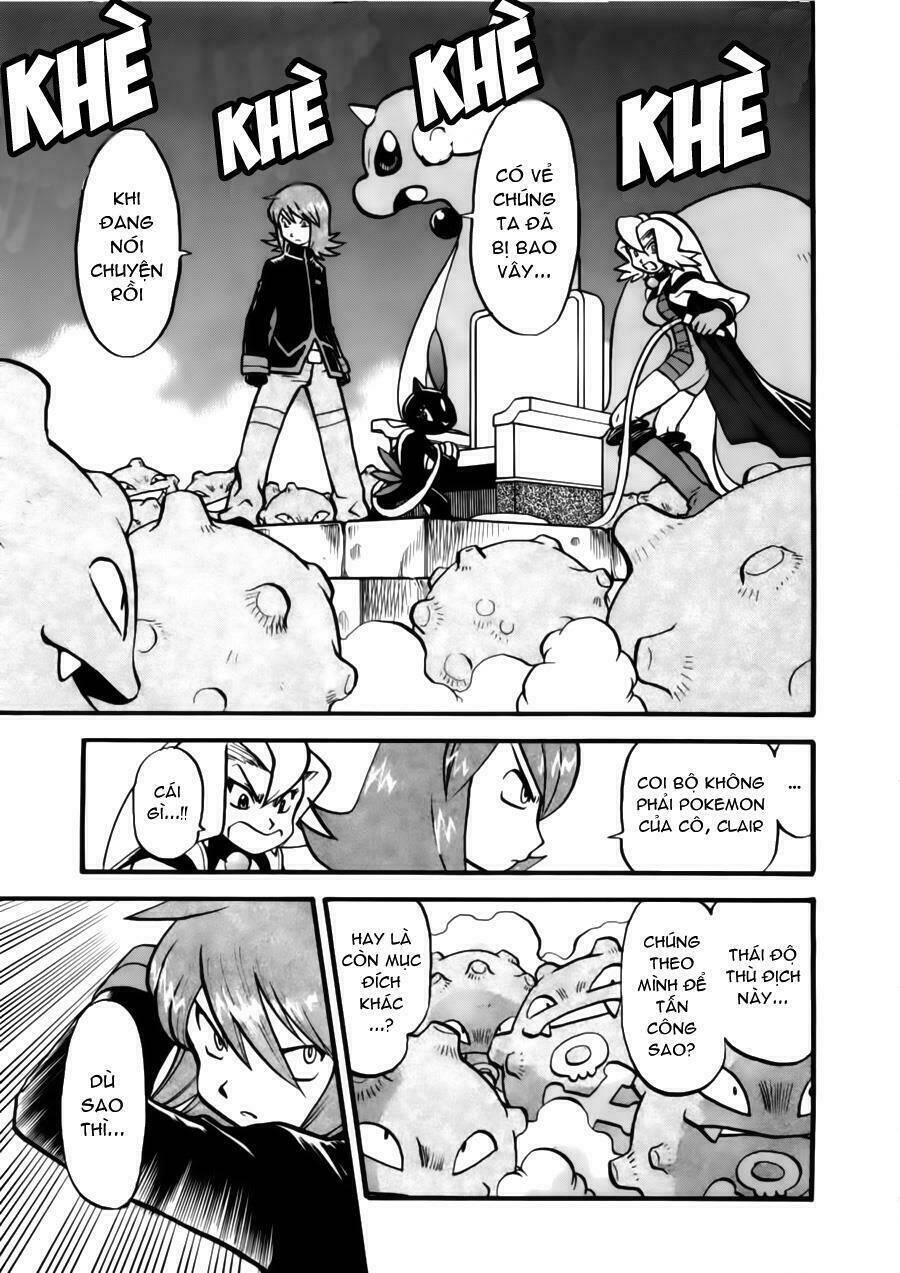 KHÈ
KHÈ
KHÈ
KHÈ
CÓ VẺ
CHÚNG
TA ĐÃ
BỊ BAO
VÂY...
KHI
ĐANG
NÓI
CHUYỆN
RỒI
...
COI BỘ KHÔNG
PHẢI POKEMON
CỦA CÔ, CLAIR
CÁI
GÌ...!!
THÁI ĐỘ
THÙ ĐỊCH
NÀY...
CHÚNG
THEO
MÌNH ĐỂ
TẤN
CÔNG
SAO?
HAY LÀ
CÒN MỤC
ĐÍCH
KHÁC
...?
DÙ
SAO
THÌ...